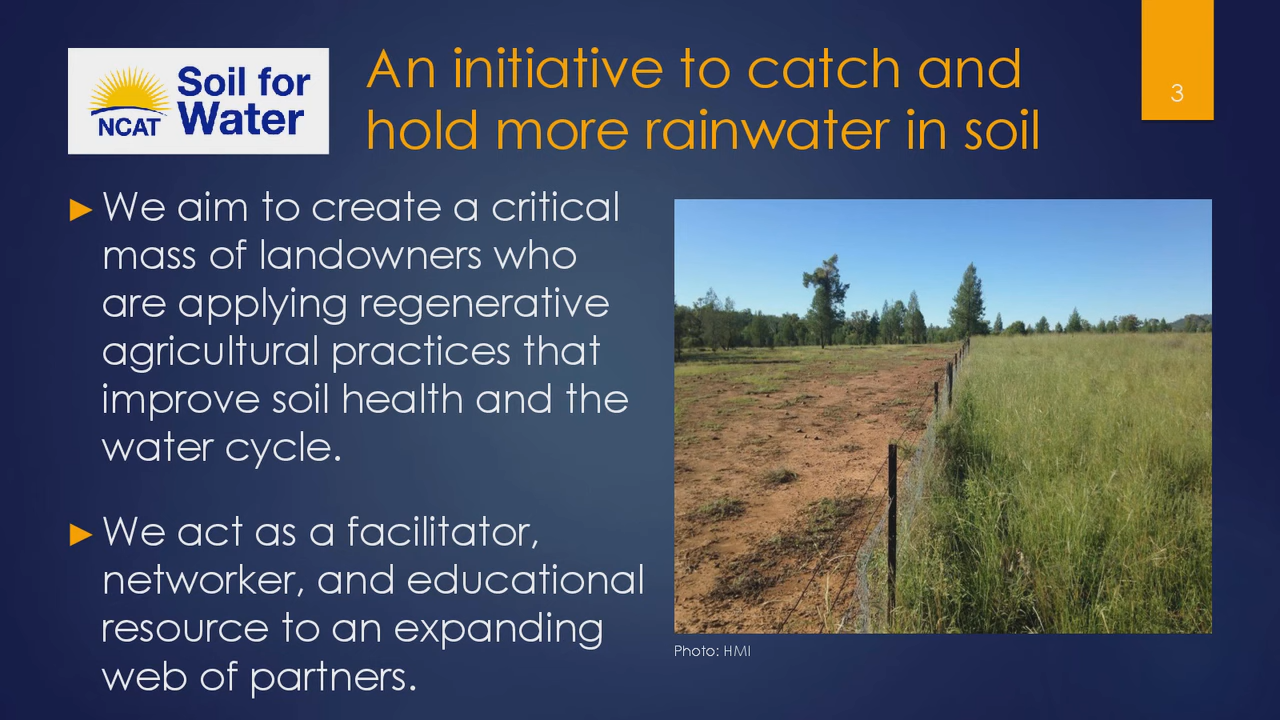 Soil for
NCAT Water
An initiative to catch and
hold more rainwater in soil
3
► We aim to create a critical
mass of landowners who
are applying regenerative
agricultural practices that
improve soil health and the
water cycle.
► We act as a facilitator,
networker, and educational
resource to an expanding
web of partners.
Photo: HMI